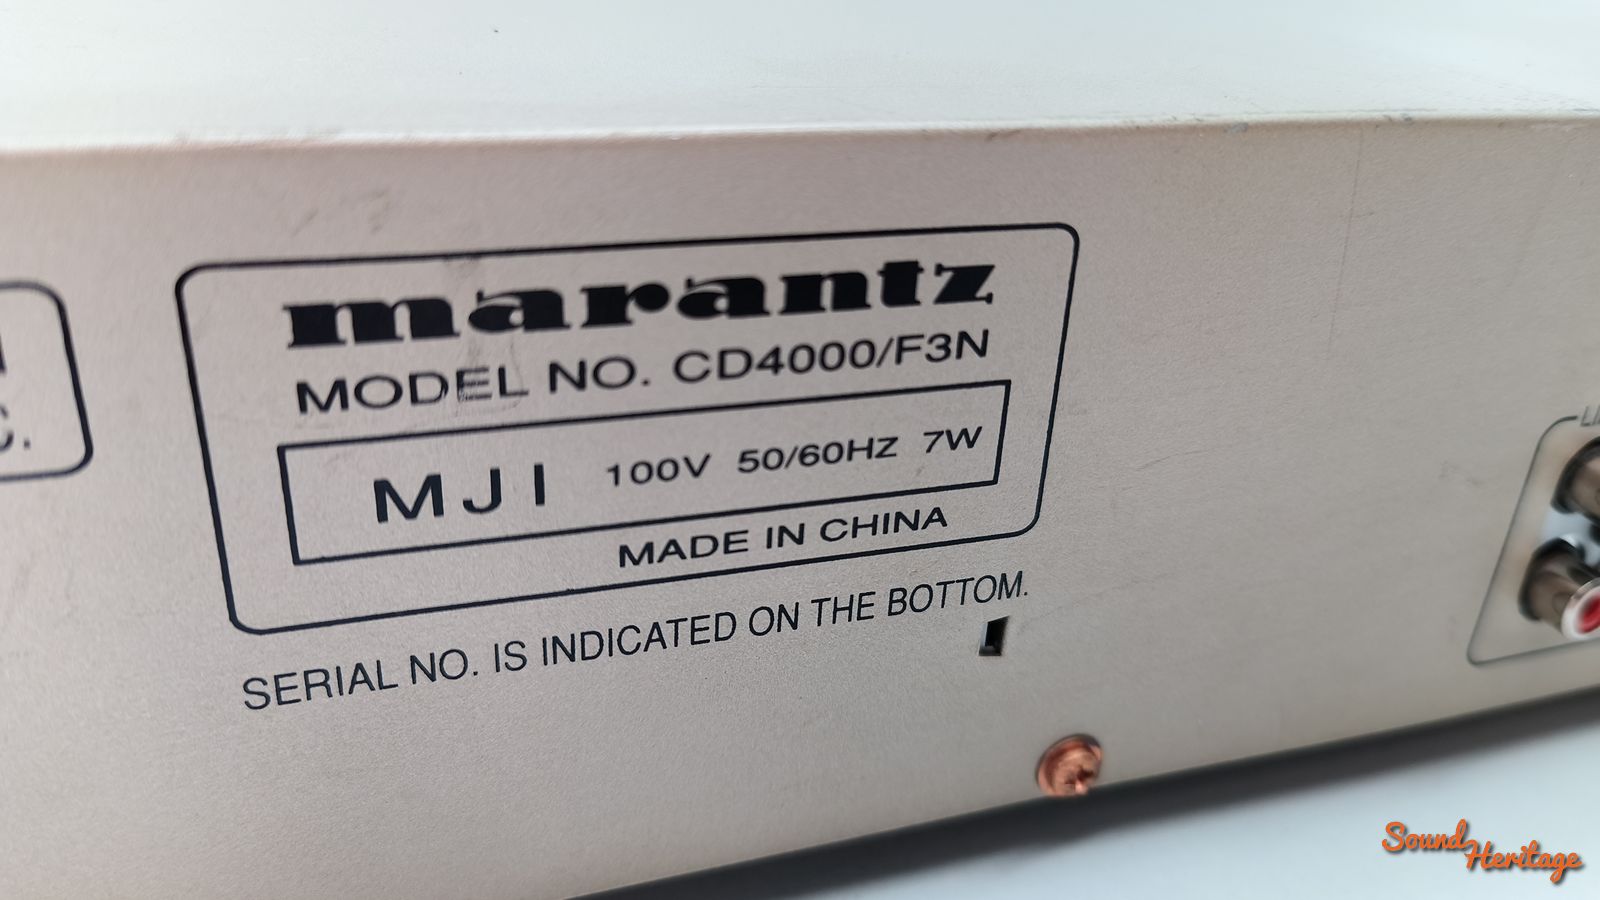 marantz
MODEL NO. CD4000/F3N
MJI 100V 50/60Hz 7W
MADE IN CHINA
SERIAL NO. IS INDICATED ON THE BOTTOM.
Sound
Heritage